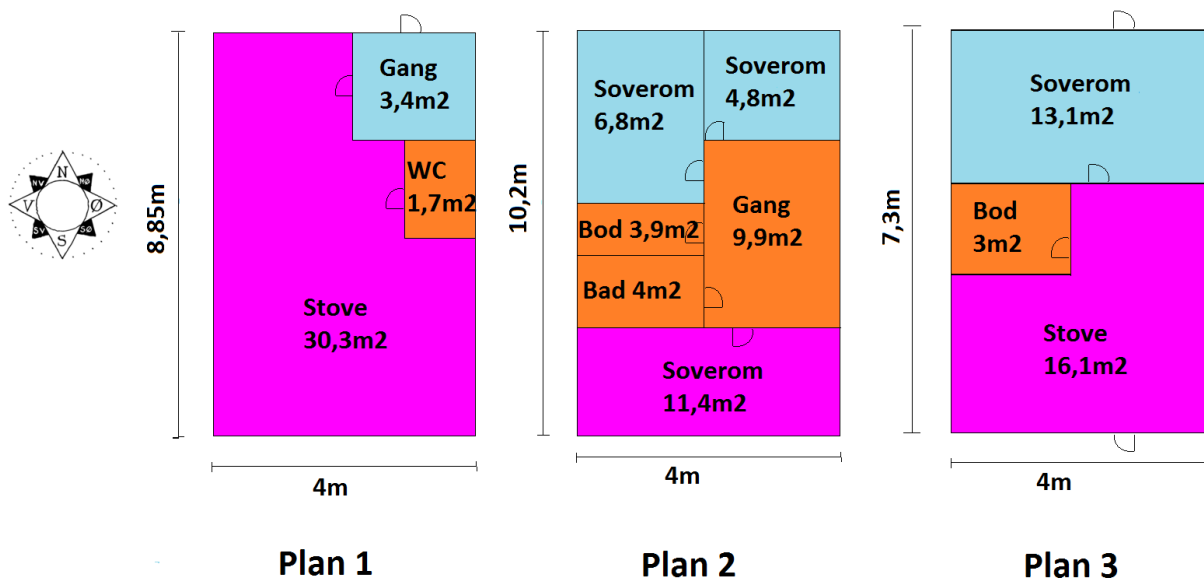 N
NV
NØ
V
Ø
SV
SØ
S
8,85m
Gang
3,4m2
WC
1,7m2
Stove
30,3m2
4m
Plan 1
10,2m
Soverom
6,8m2
Soverom
4,8m2
Bod 3,9m2
Gang
9,9m2
Bad 4m2
Soverom
11,4m2
4m
Plan 2
7,3m
Soverom
13,1m2
Bod
3m2
Stove
16,1m2
4m
Plan 3